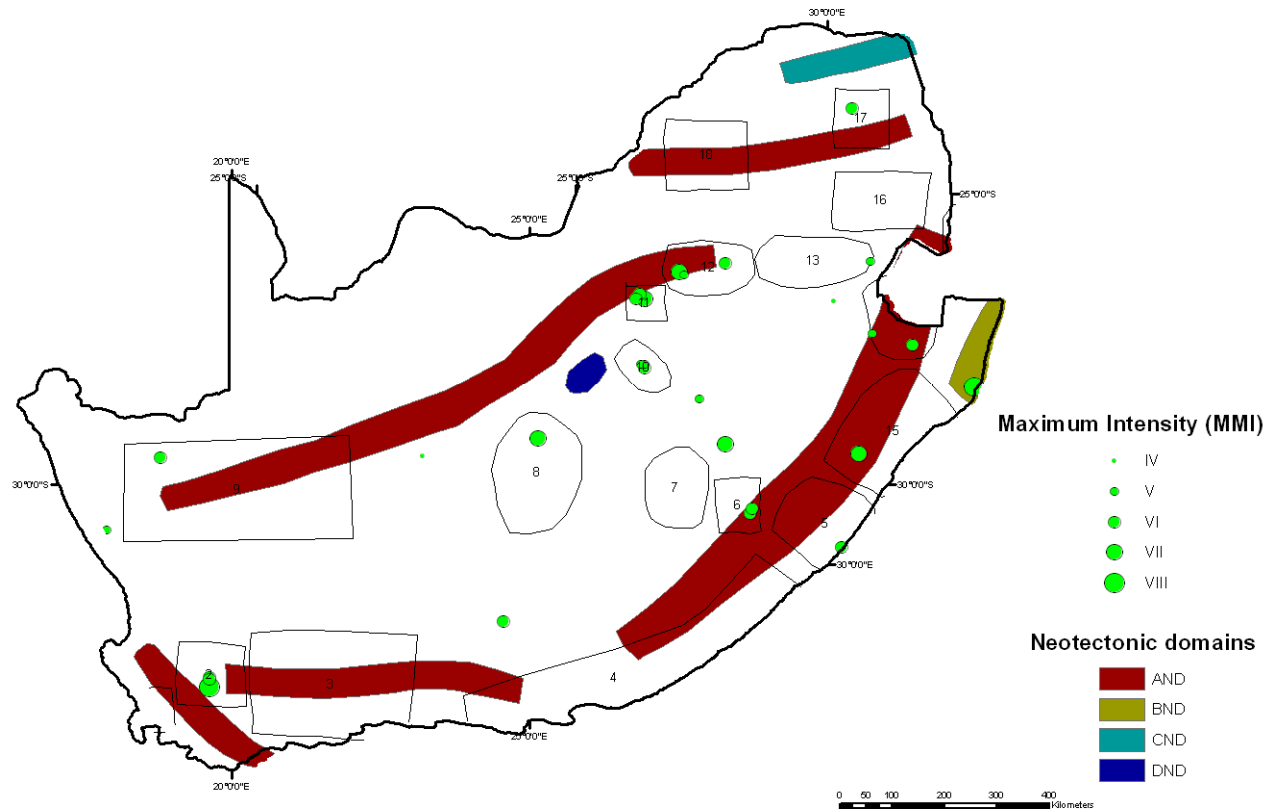 30°0'0"E
17
16
20°0'0"E
25°0'0"S
25°0'0"S
25°0'0"S
16
25°0'0"E
12
13
11
10
Maximum Intensity (MMI)
15
IV
8
30°0'0"S
9
7
30°0'0"S
V
6
5
VI
VII
30°0'0"E
VIII
Neotectonic domains
2
3
4
AND
BND
25°0'0"E
CND
DND
20°0'0"E
0 50 100 200 300 400
Kilometers